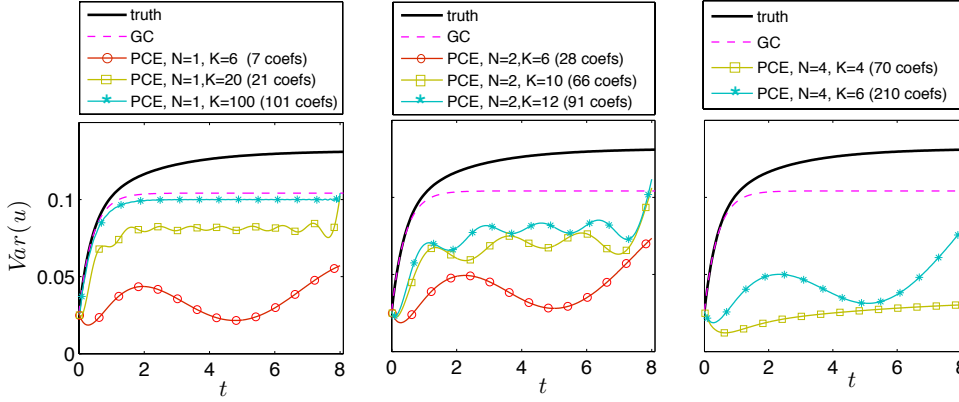 truth
GC
PCE, N=1, K=6 (7 coefs)
PCE, N=1,K=20 (21 coefs)
PCE, N=1, K=100 (101 coefs)
truth
GC
PCE, N=2,K=6 (28 coefs)
PCE, N=2, K=10 (66 coefs)
PCE, N=2,K=12 (91 coefs)
truth
GC
PCE, N=4, K=4 (70 coefs)
PCE, N=4, K=6 (210 coefs)
Var(u)
0.1
0.05
0
0 2 4 6 8
t
0 2 4 6 8
t
0 2 4 6 8
t